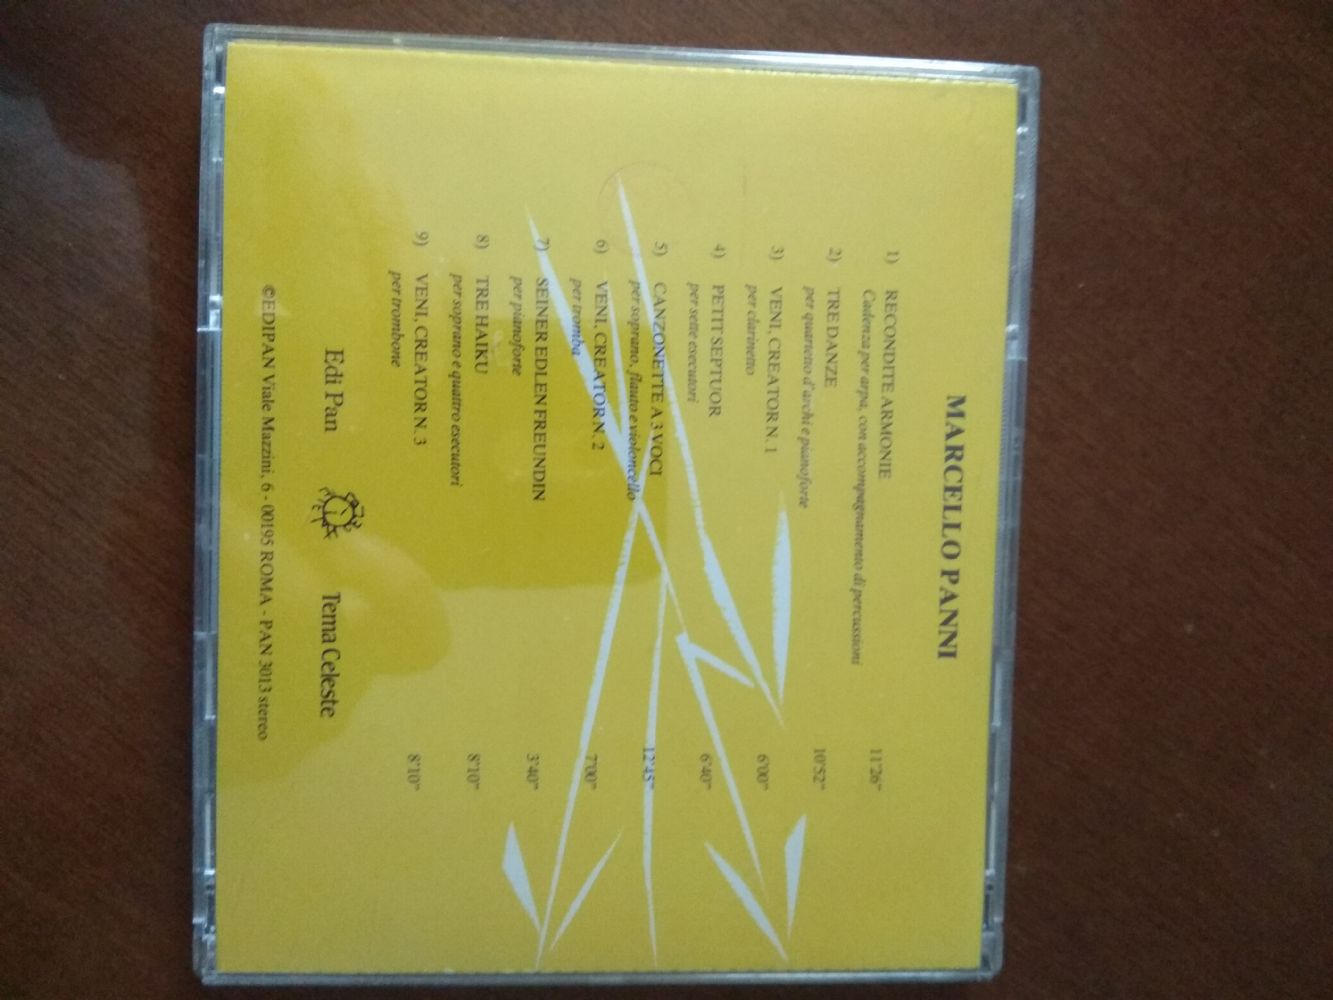 MARCELLO PANNI
1) RECONDITE ARMONIE 11'26"
Cadenza per arpa, con accompagnamento di percussioni
2) TRE DANZE 10'52"
per quartetto d'archi e pianoforte
3) VENI, CREATOR N. 1 6'00"
per clarinetto
4) PETIT SEPTUOR 6'40"
per sette esecutori
5) CANZONETTE A 3 VOCI 12'45"
per soprano, flauto e violoncello
6) VENI, CREATOR N. 2 7'00"
per tromba
7) SEINER EDLEN FREUNDIN 3'40"
per pianoforte
8) TRE HAIKU 8'10"
per soprano e quattro esecutori
9) VENI, CREATOR N. 3 8'10"
per trombone
Edi Pan Tema Celeste
©EDIPAN Viale Mazzini, 6 - 00195 ROMA - PAN 3013 stereo